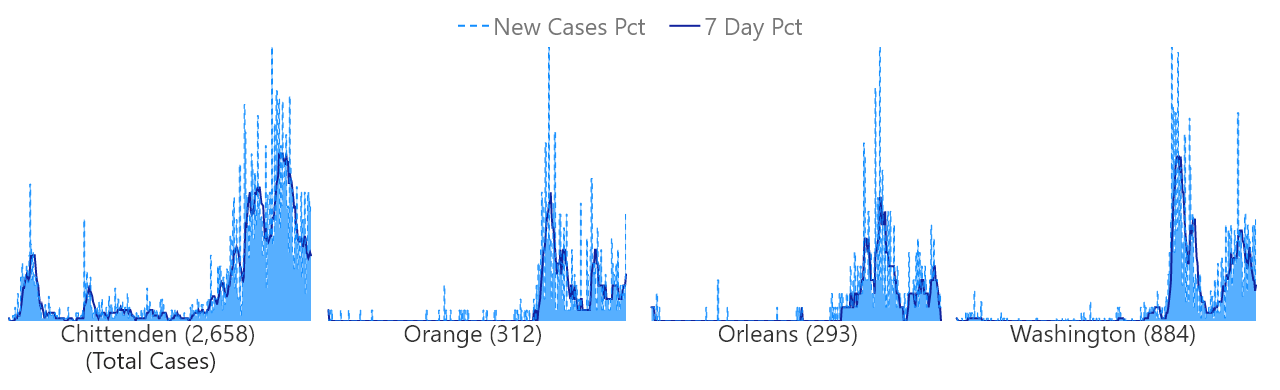 New Cases Pct 7 Day Pct
Chittenden (2,658) Orange (312) Orleans (293) Washington (884)
(Total Cases)